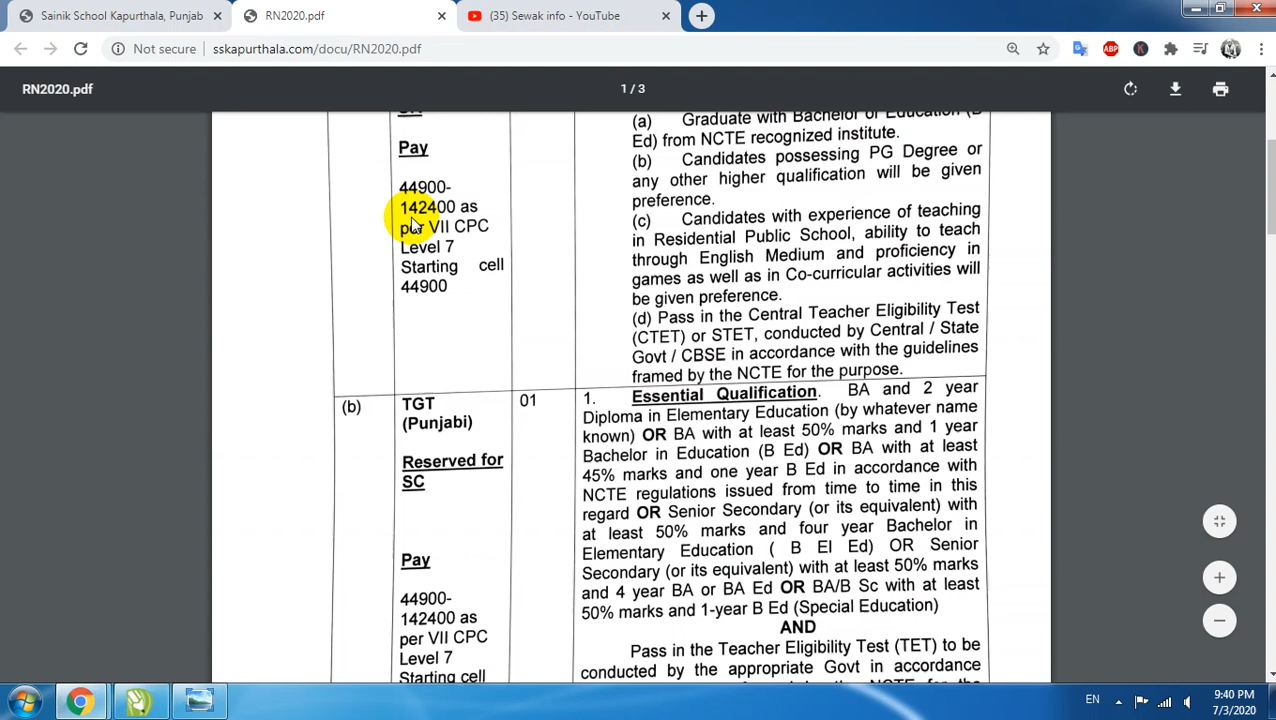 Sainik School Kapurthala, Punjab
RN2020.pdf
(35) Sewak info - YouTube
Not secure
sskapurthala.com/docu/RN2020.pdf
ABP
K
RN2020.pdf
1 / 3
Pay
44900-
142400 as
per VII CPC
Level 7
Starting cell
44900
(a) Graduate with Bachelor of Education (B
Ed) from NCTE recognized institute.
(b) Candidates possessing PG Degree or
any other higher qualification will be given
preference.
(c) Candidates with experience of teaching
in Residential Public School, ability to teach
through English Medium and proficiency in
games as well as in Co-curricular activities will
be given preference.
(d) Pass in the Central Teacher Eligibility Test
(CTET) or STET, conducted by Central / State
Govt / CBSE in accordance with the guidelines
framed by the NCTE for the purpose.
(b)
TGT
(Punjabi)
Reserved for
SC
Pay
44900-
142400 as
per VII CPC
Level 7
Starting cell
01
1. Essential Qualification. BA and 2 year
Diploma in Elementary Education (by whatever name
known) OR BA with at least 50% marks and 1 year
Bachelor in Education (B Ed) OR BA with at least
45% marks and one year B Ed in accordance with
NCTE regulations issued from time to time in this
regard OR Senior Secondary (or its equivalent) with
at least 50% marks and four year Bachelor in
Elementary Education ( B El Ed) OR Senior
Secondary (or its equivalent) with at least 50% marks
and 4 year BA or BA Ed OR BA/B Sc with at least
50% marks and 1-year B Ed (Special Education)
AND
Pass in the Teacher Eligibility Test (TET) to be
conducted by the appropriate Govt in accordance
EN
9:40 PM
7/3/2020